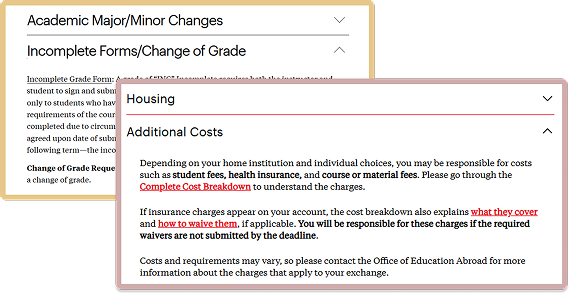 Academic Major/Minor Changes
Incomplete Forms/Change of Grade
Incomplete Grade Form: A grade of "INC" Incomplete requires both the instructor and
student to sign and subm
only to students who hav
requirements of the cour
completed due to circum
agreed upon date of subm
following term—the inco
Change of Grade Reque
a change of grade.
Housing
Additional Costs
Depending on your home institution and individual choices, you may be responsible for costs
such as student fees, health insurance, and course or material fees. Please go through the
Complete Cost Breakdown to understand the charges.
If insurance charges appear on your account, the cost breakdown also explains what they cover
and how to waive them, if applicable. You will be responsible for these charges if the required
waivers are not submitted by the deadline.
Costs and requirements may vary, so please contact the Office of Education Abroad for more
information about the charges that apply to your exchange.